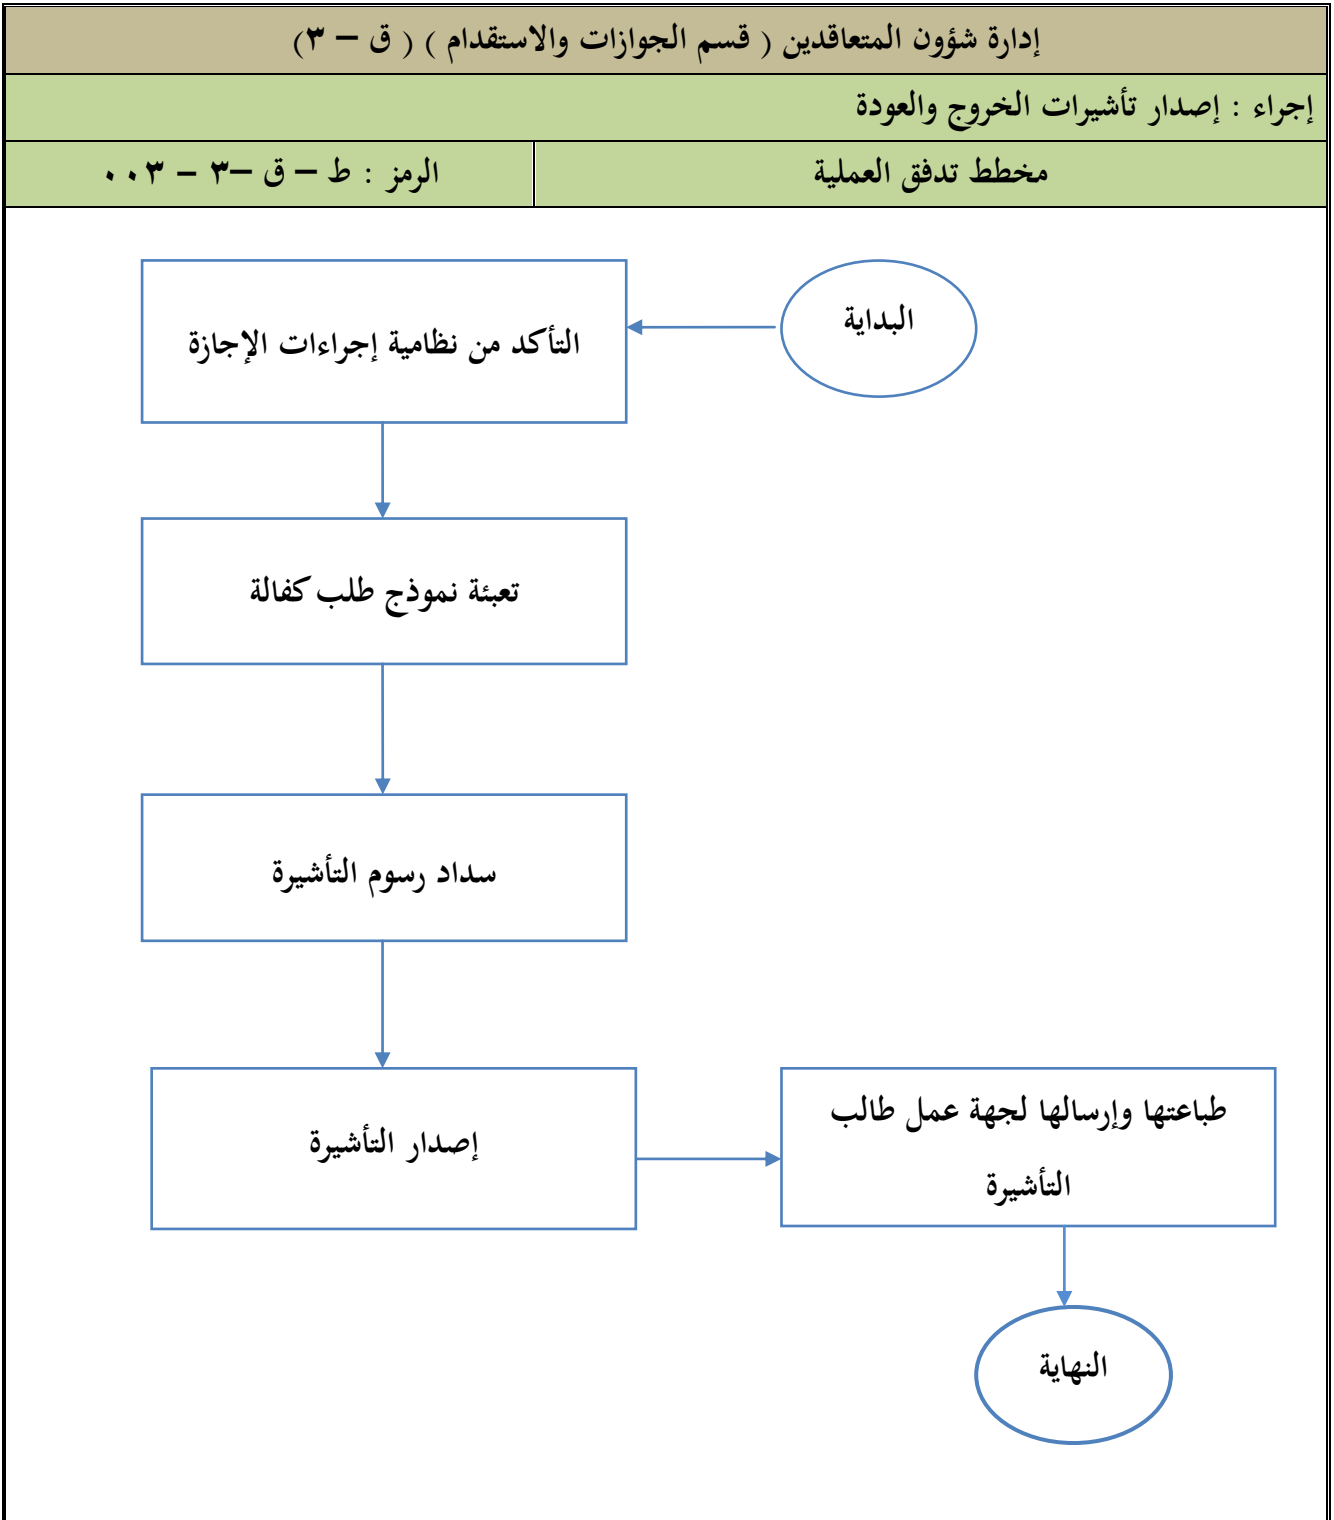 إدارة شؤون المتعاقدين ( قسم الجوازات والاستقدام ) ( ق – ٣)
إجراء : إصدار تأشيرات الخروج والعودة
مخطط تدفق العملية
الرمز : ط – ق –٣ – ٠٠٣
البداية
التأكد من نظامية إجراءات الإجازة
تعبئة نموذج طلب كفالة
سداد رسوم التأشيرة
إصدار التأشيرة
طباعتها وإرسالها لجهة عمل طالب
التأشيرة
النهاية